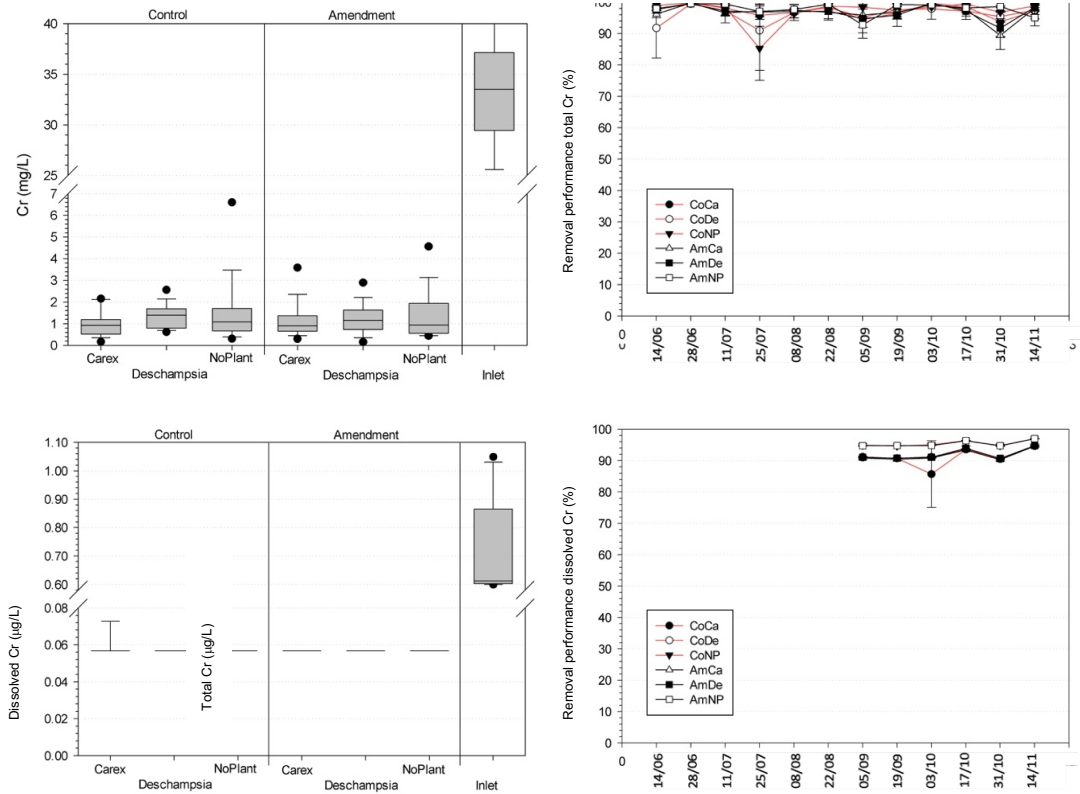 Control Amendment
Cr (mg/L)
40
35
30
25
7
6
5
4
3
2
1
0
Carex NoPlant Carex NoPlant
Deschampsia Deschampsia Inlet
Removal performance total Cr (%)
100
90
80
70
60
50
40
30
20
10
0
CoCa
CoDe
CoNP
AmCa
AmDe
AmNP
0 14/06 28/06 11/07 25/07 08/08 22/08 05/09 19/09 03/10 17/10 31/10 14/11
Control Amendment
Dissolved Cr (µg/L)
1.10
1.00
0.90
0.80
0.70
0.60
0.08
0.06
0.04
0.02
0.00
Total Cr (µg/L)
Carex NoPlant Carex NoPlant
Deschampsia Deschampsia Inlet
Removal performance dissolved Cr (%)
100
90
80
70
60
50
40
30
20
10
0
CoCa
CoDe
CoNP
AmCa
AmDe
AmNP
0 14/06 28/06 11/07 25/07 08/08 22/08 05/09 19/09 03/10 17/10 31/10 14/11